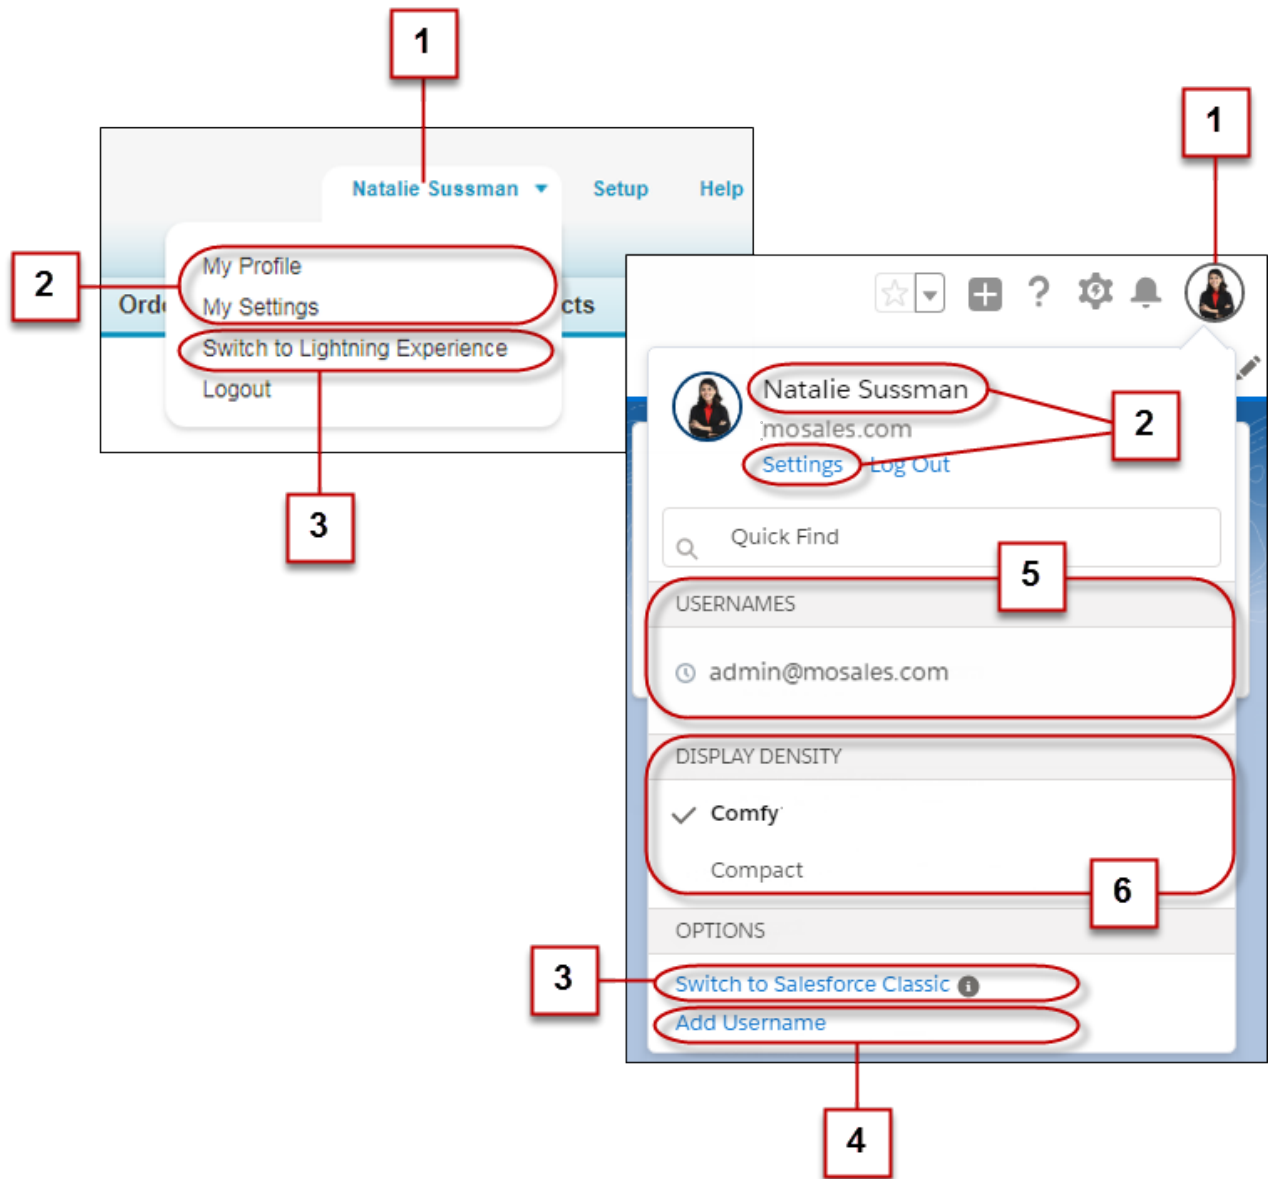 1
Natalie Sussman
Setup
Help
2
My Profile
My Settings
Switch to Lightning Experience
Logout
3
1
Natalie Sussman
mosales.com
Settings
Log Out
2
Quick Find
5
USERNAMES
admin@mosales.com
DISPLAY DENSITY
Comfy
Compact
6
OPTIONS
3
Switch to Salesforce Classic
Add Username
4